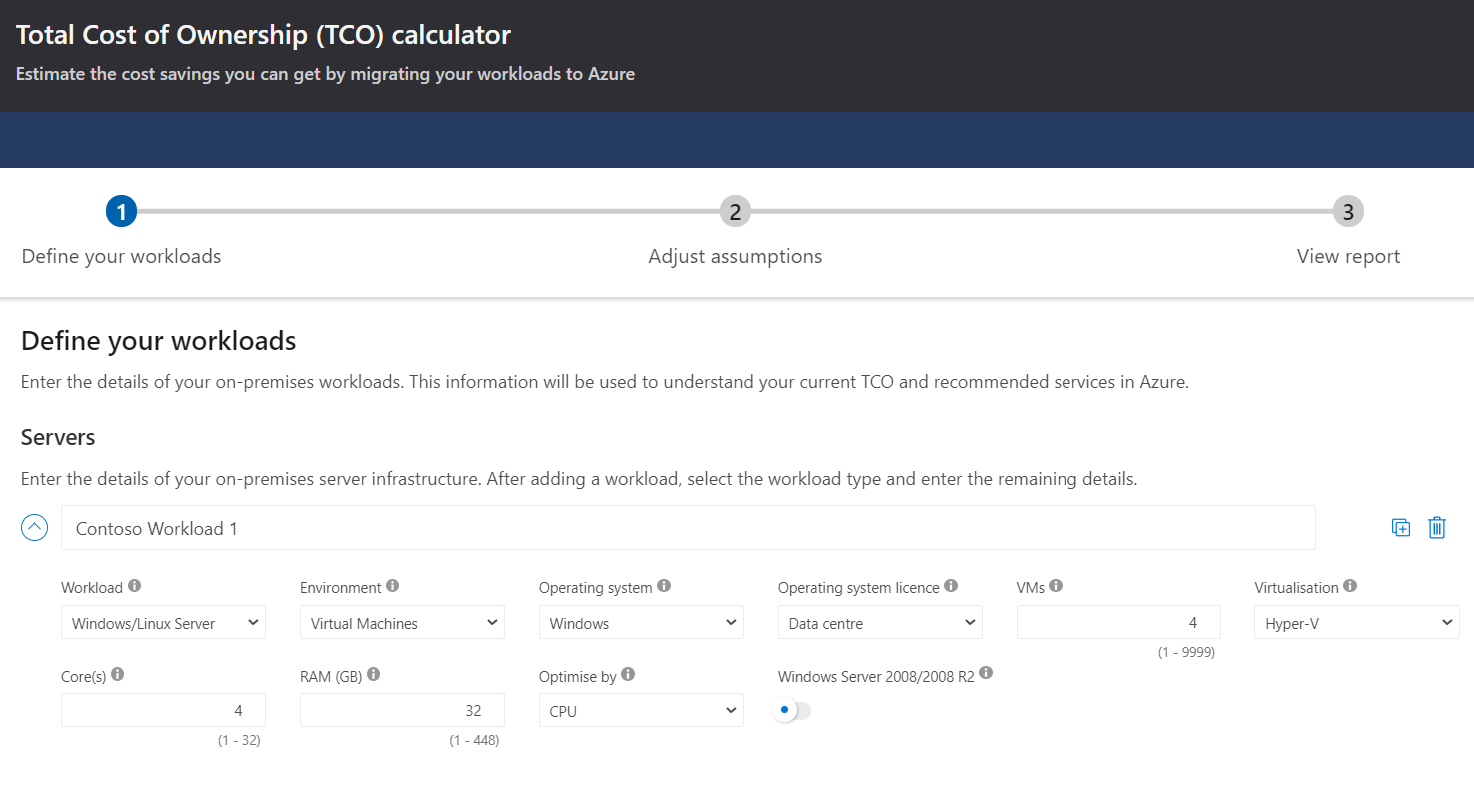 Total Cost of Ownership (TCO) calculator
Estimate the cost savings you can get by migrating your workloads to Azure
1 2 3
Define your workloads Adjust assumptions View report
Define your workloads
Enter the details of your on-premises workloads. This information will be used to understand your current TCO and recommended services in Azure.
Servers
Enter the details of your on-premises server infrastructure. After adding a workload, select the workload type and enter the remaining details.
Contoso Workload 1
Workload Environment Operating system Operating system licence VMs Virtualisation
Windows/Linux Server Virtual Machines Windows Data centre 4 Hyper-V
(1 - 9999)
Core(s) RAM (GB) Optimise by Windows Server 2008/2008 R2
4 32 CPU
(1 - 32) (1 - 448)